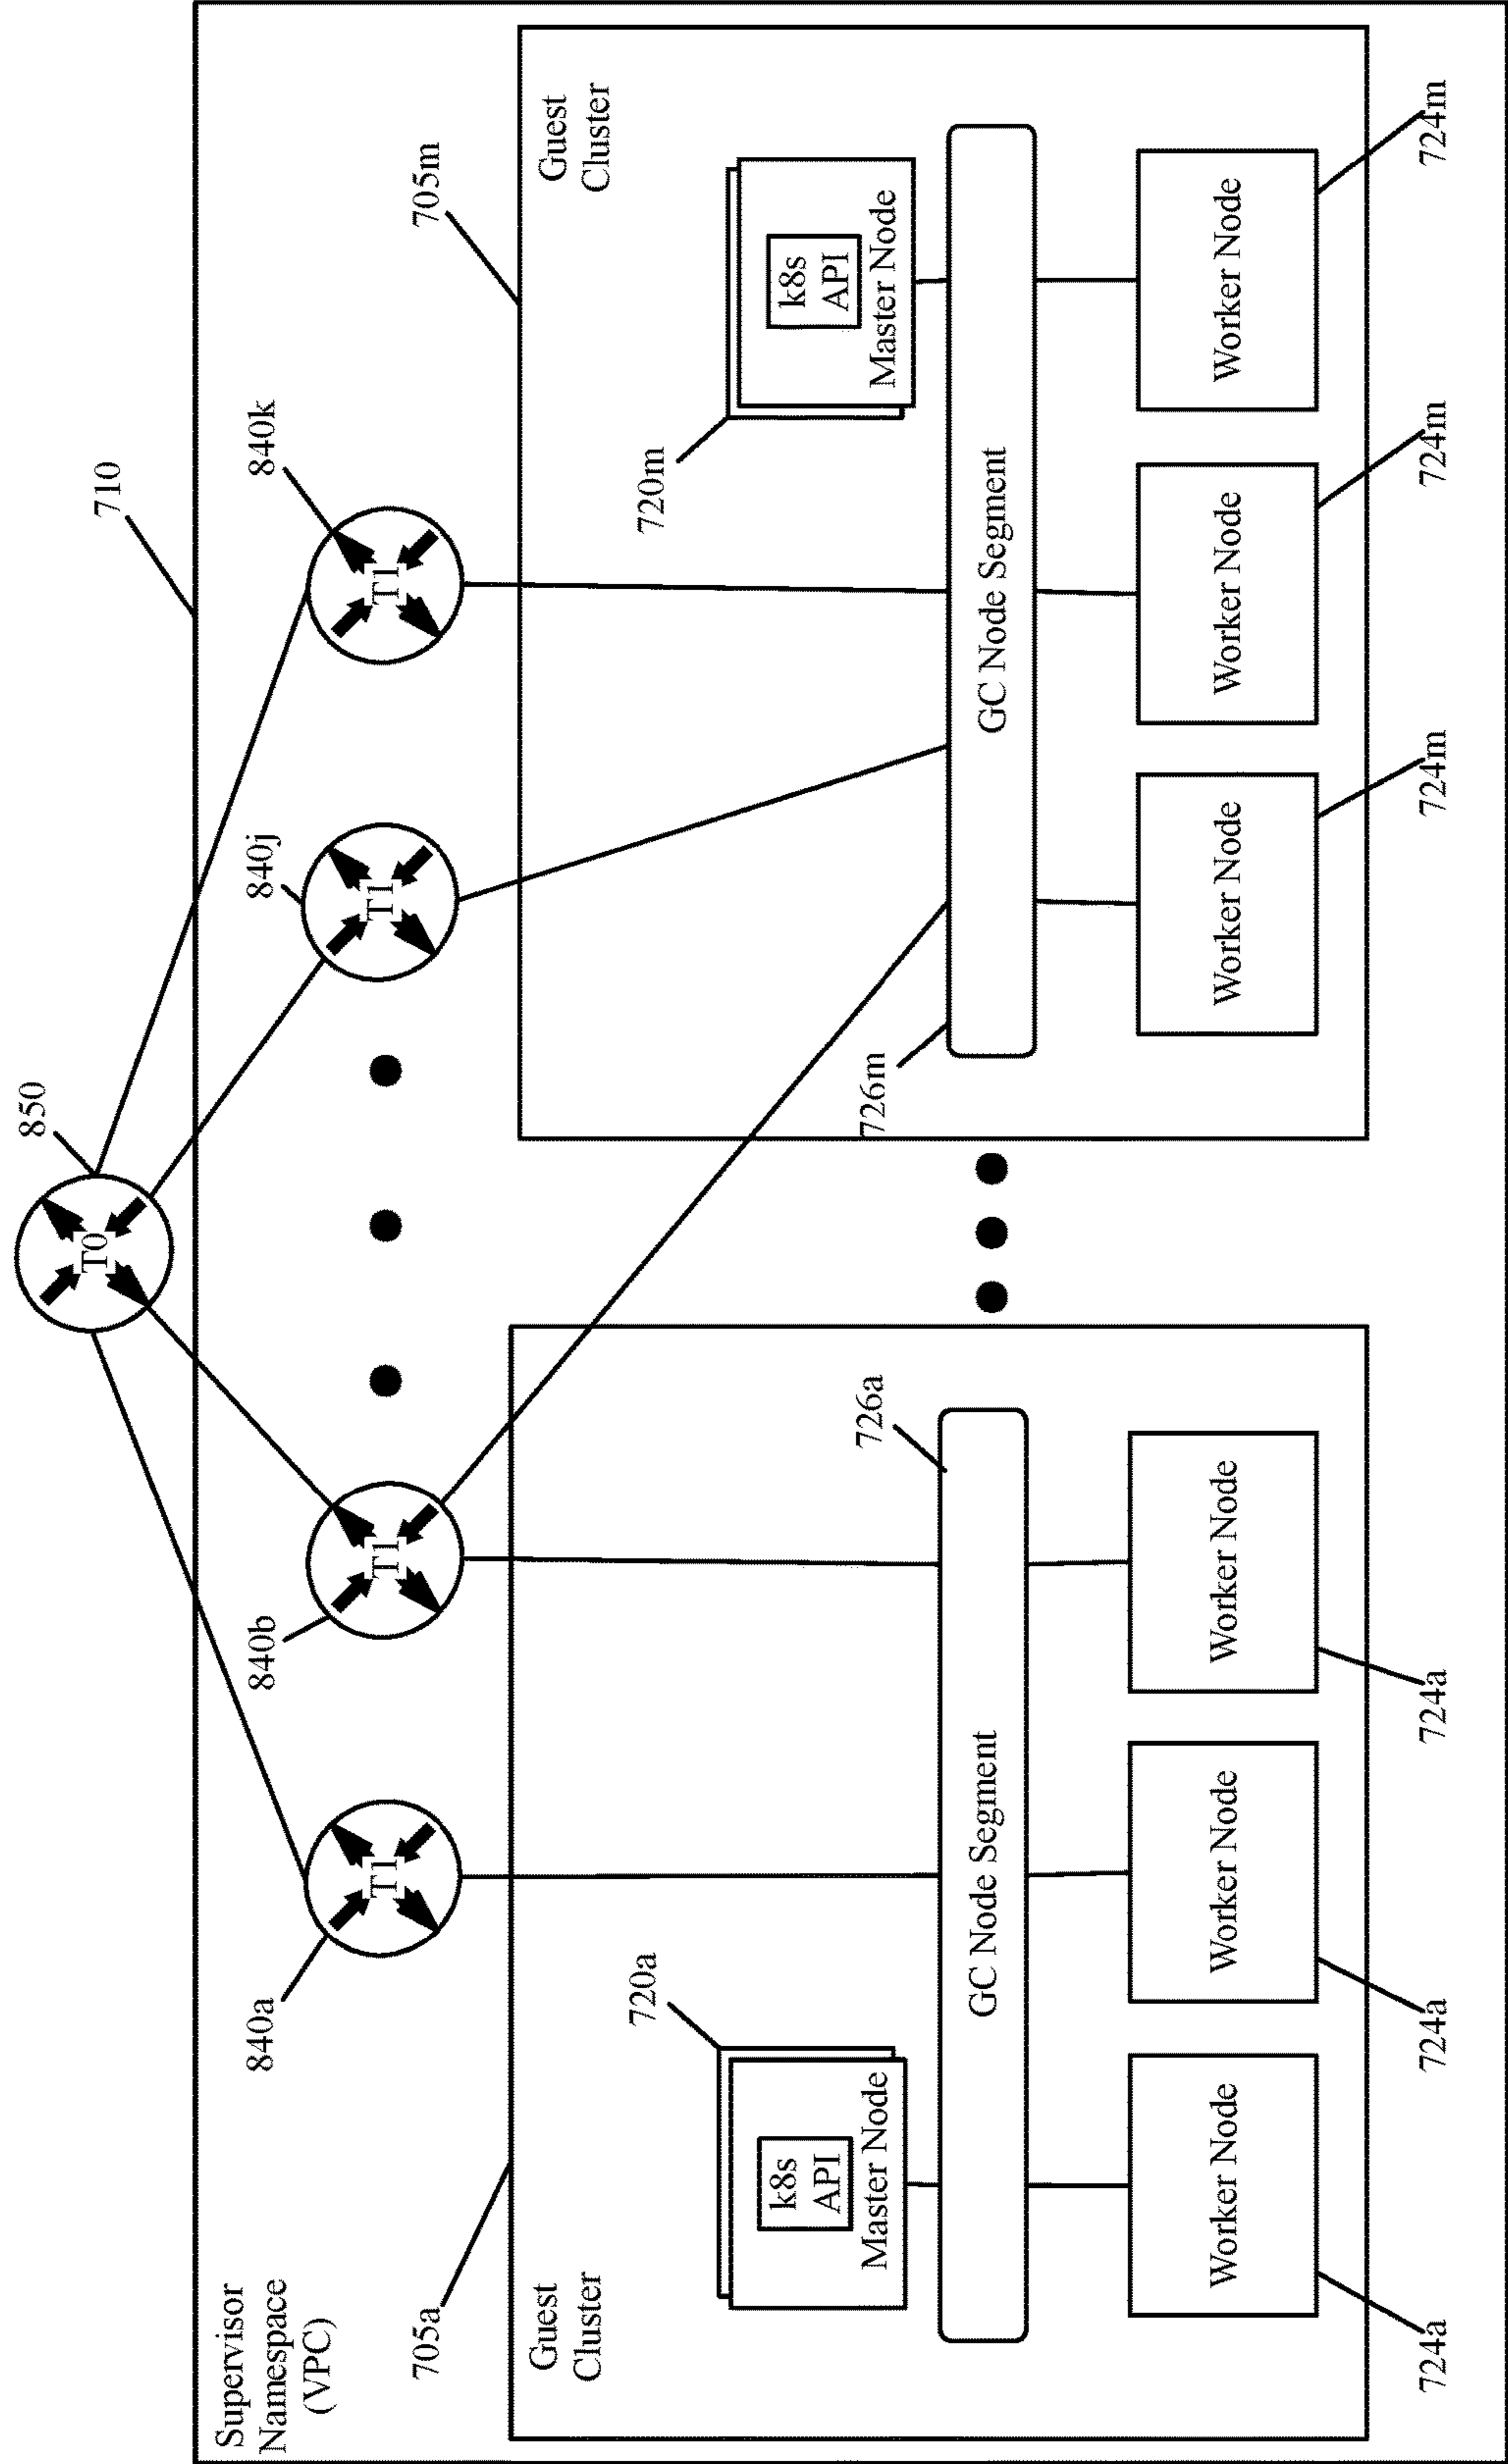 850
710
Supervisor
Namespace
(VPC)
T0
840a
840b
840j
840k
T1
T1
T1
T1
705a
705m
Guest
Cluster
720a
k8s
API
Master Node
726a
GC Node Segment
Worker Node
Worker Node
Worker Node
724a
724a
724a
Guest
Cluster
720m
k8s
API
Master Node
726m
GC Node Segment
Worker Node
Worker Node
Worker Node
724m
724m
724m